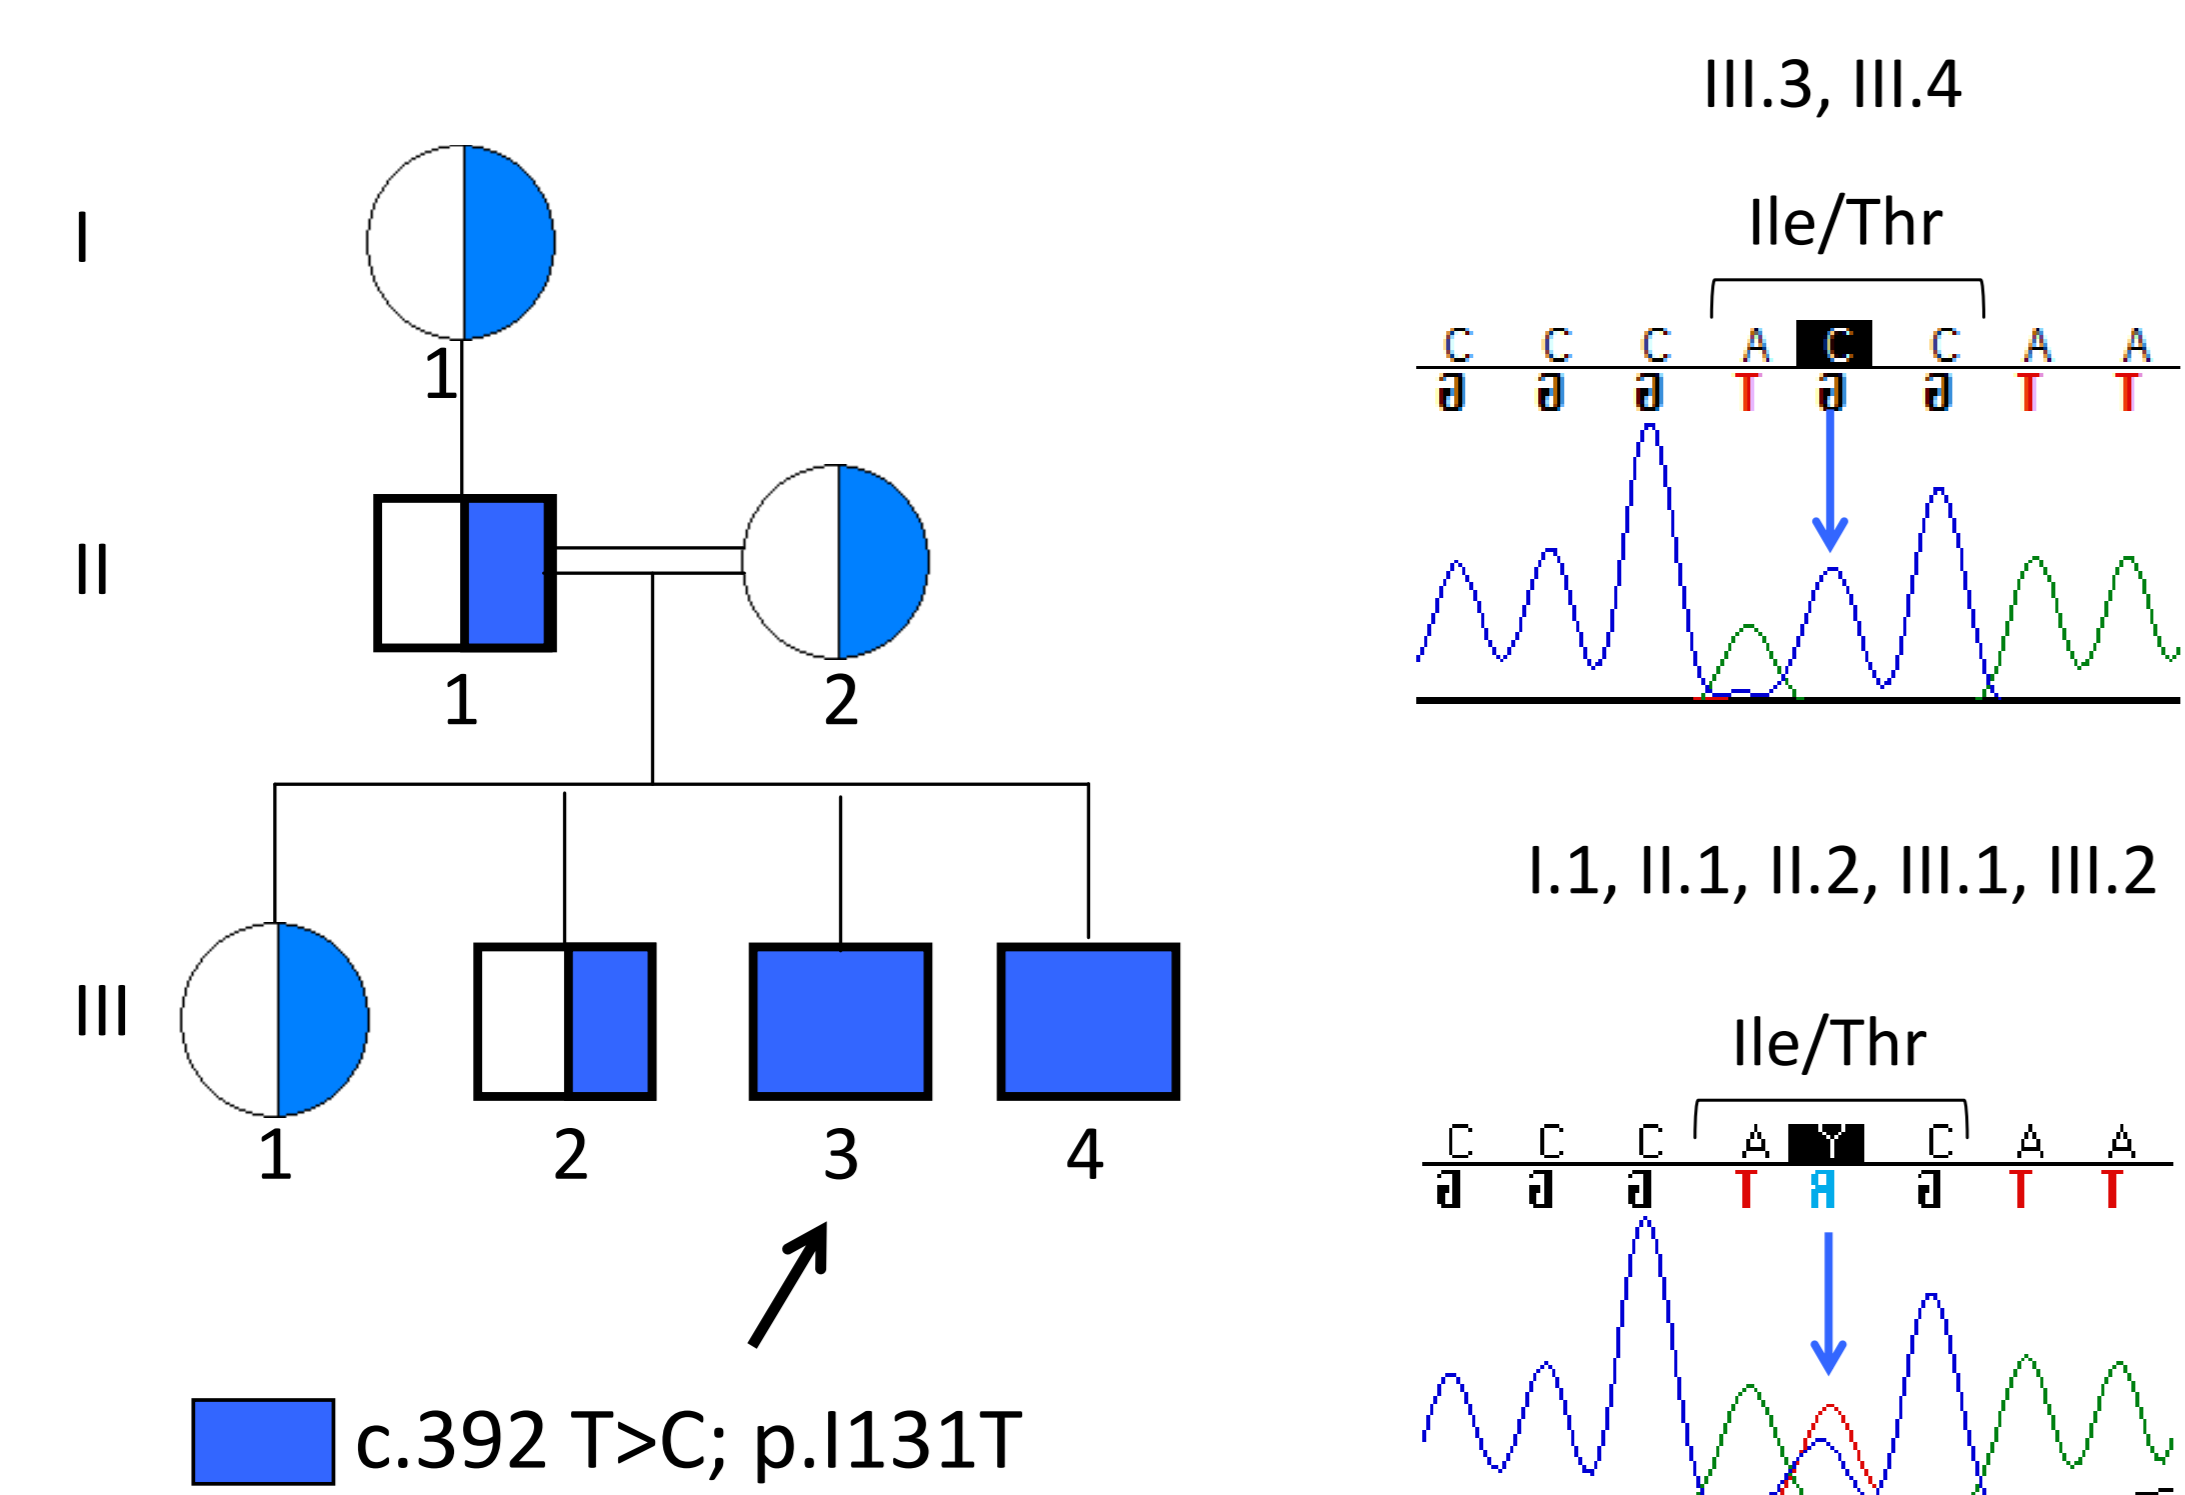 I
1
II
1
2
III
1
2
3
4
c.392 T>C; p.I131T
III.3, III.4
Ile/Thr
C C C A C C A A
G G G T G G T T
I.1, II.1, II.2, III.1, III.2
Ile/Thr
C C C A Y C A A
G G G T R G T T